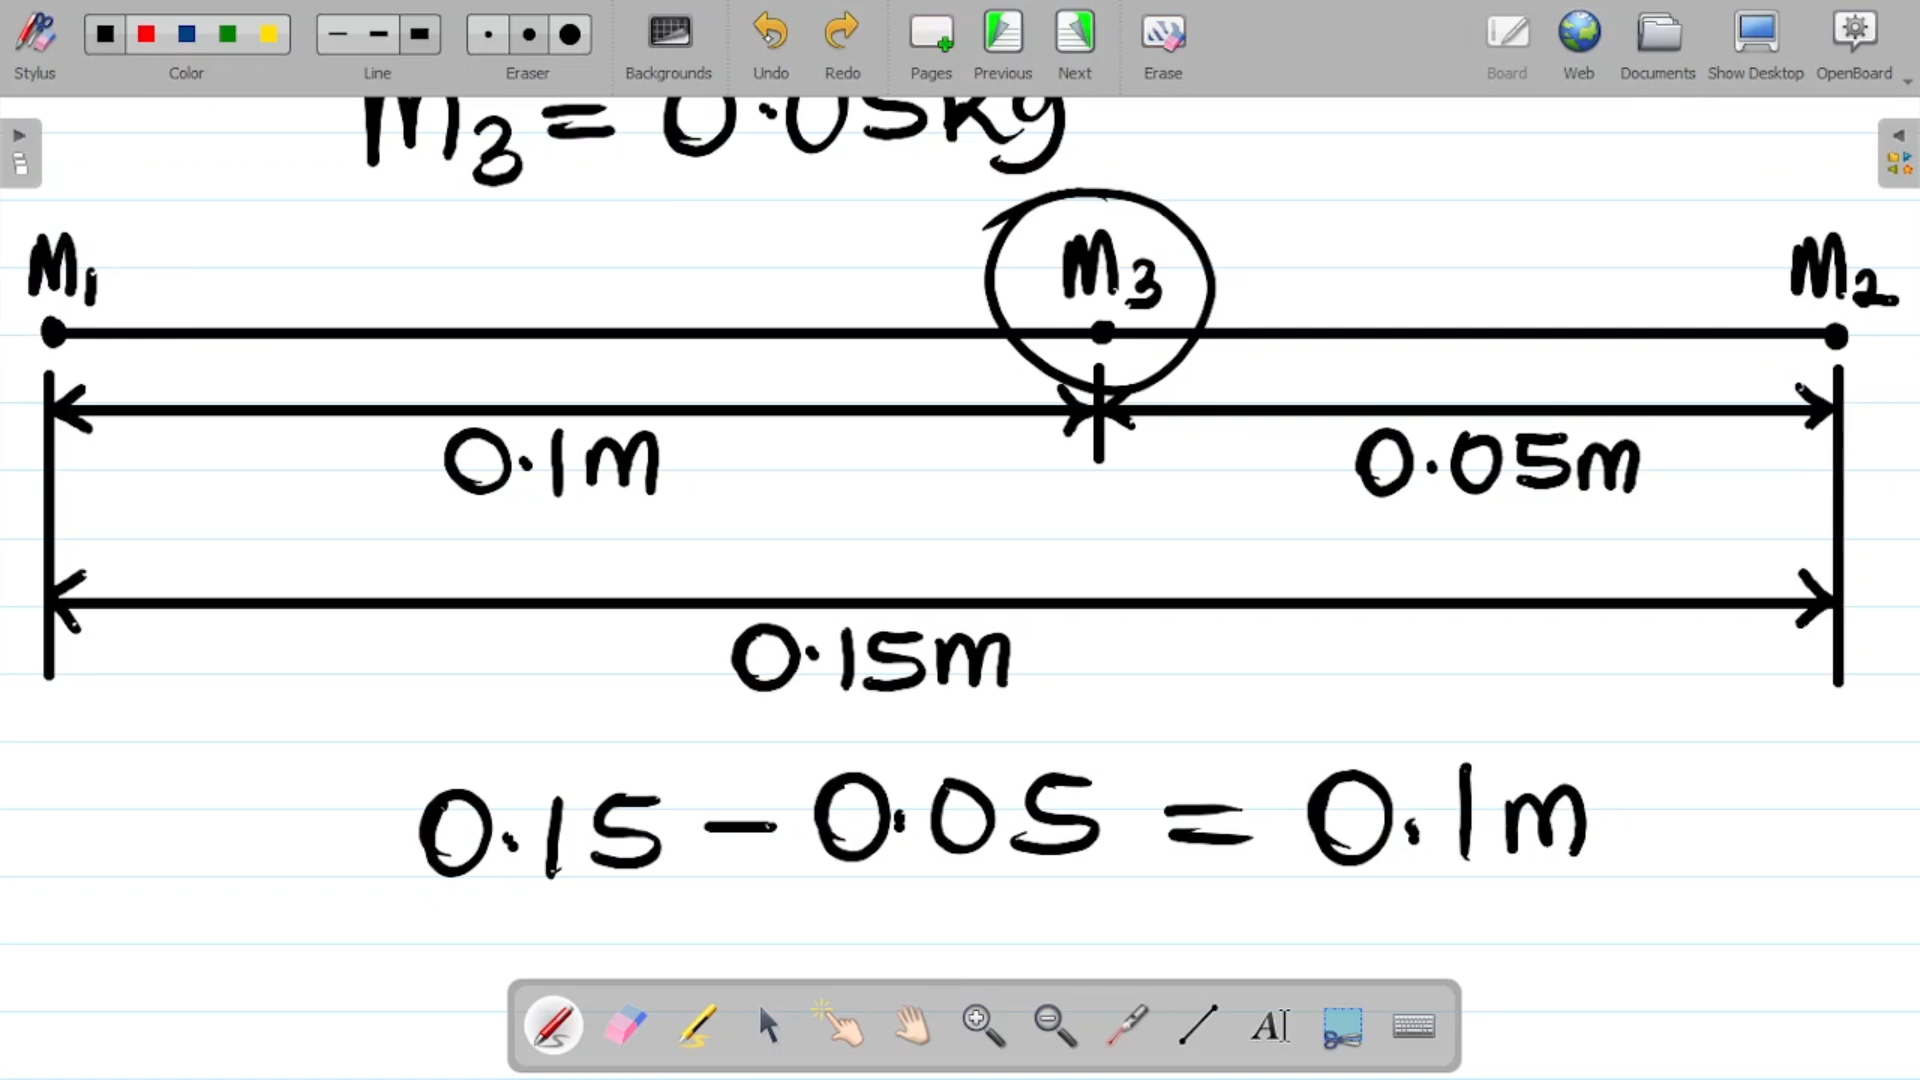 Stylus Color Line Eraser Backgrounds Undo Redo Pages Previous Next Erase Board Web Documents Show Desktop OpenBoard
M₃ = 0.05kg
M₁ M₃ M₂
0.1m 0.05m
0.15m
0.15 - 0.05 = 0.1m